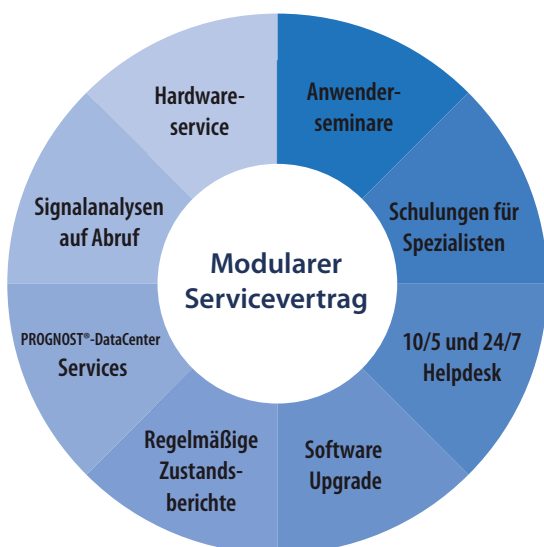 Modularer
Servicevertrag
Anwender-
seminare
Schulungen für
Spezialisten
10/5 und 24/7
Helpdesk
Software
Upgrade
Regelmäßige
Zustands-
berichte
PROGNOST®-DataCenter
Services
Signalanalysen
auf Abruf
Hardware-
service